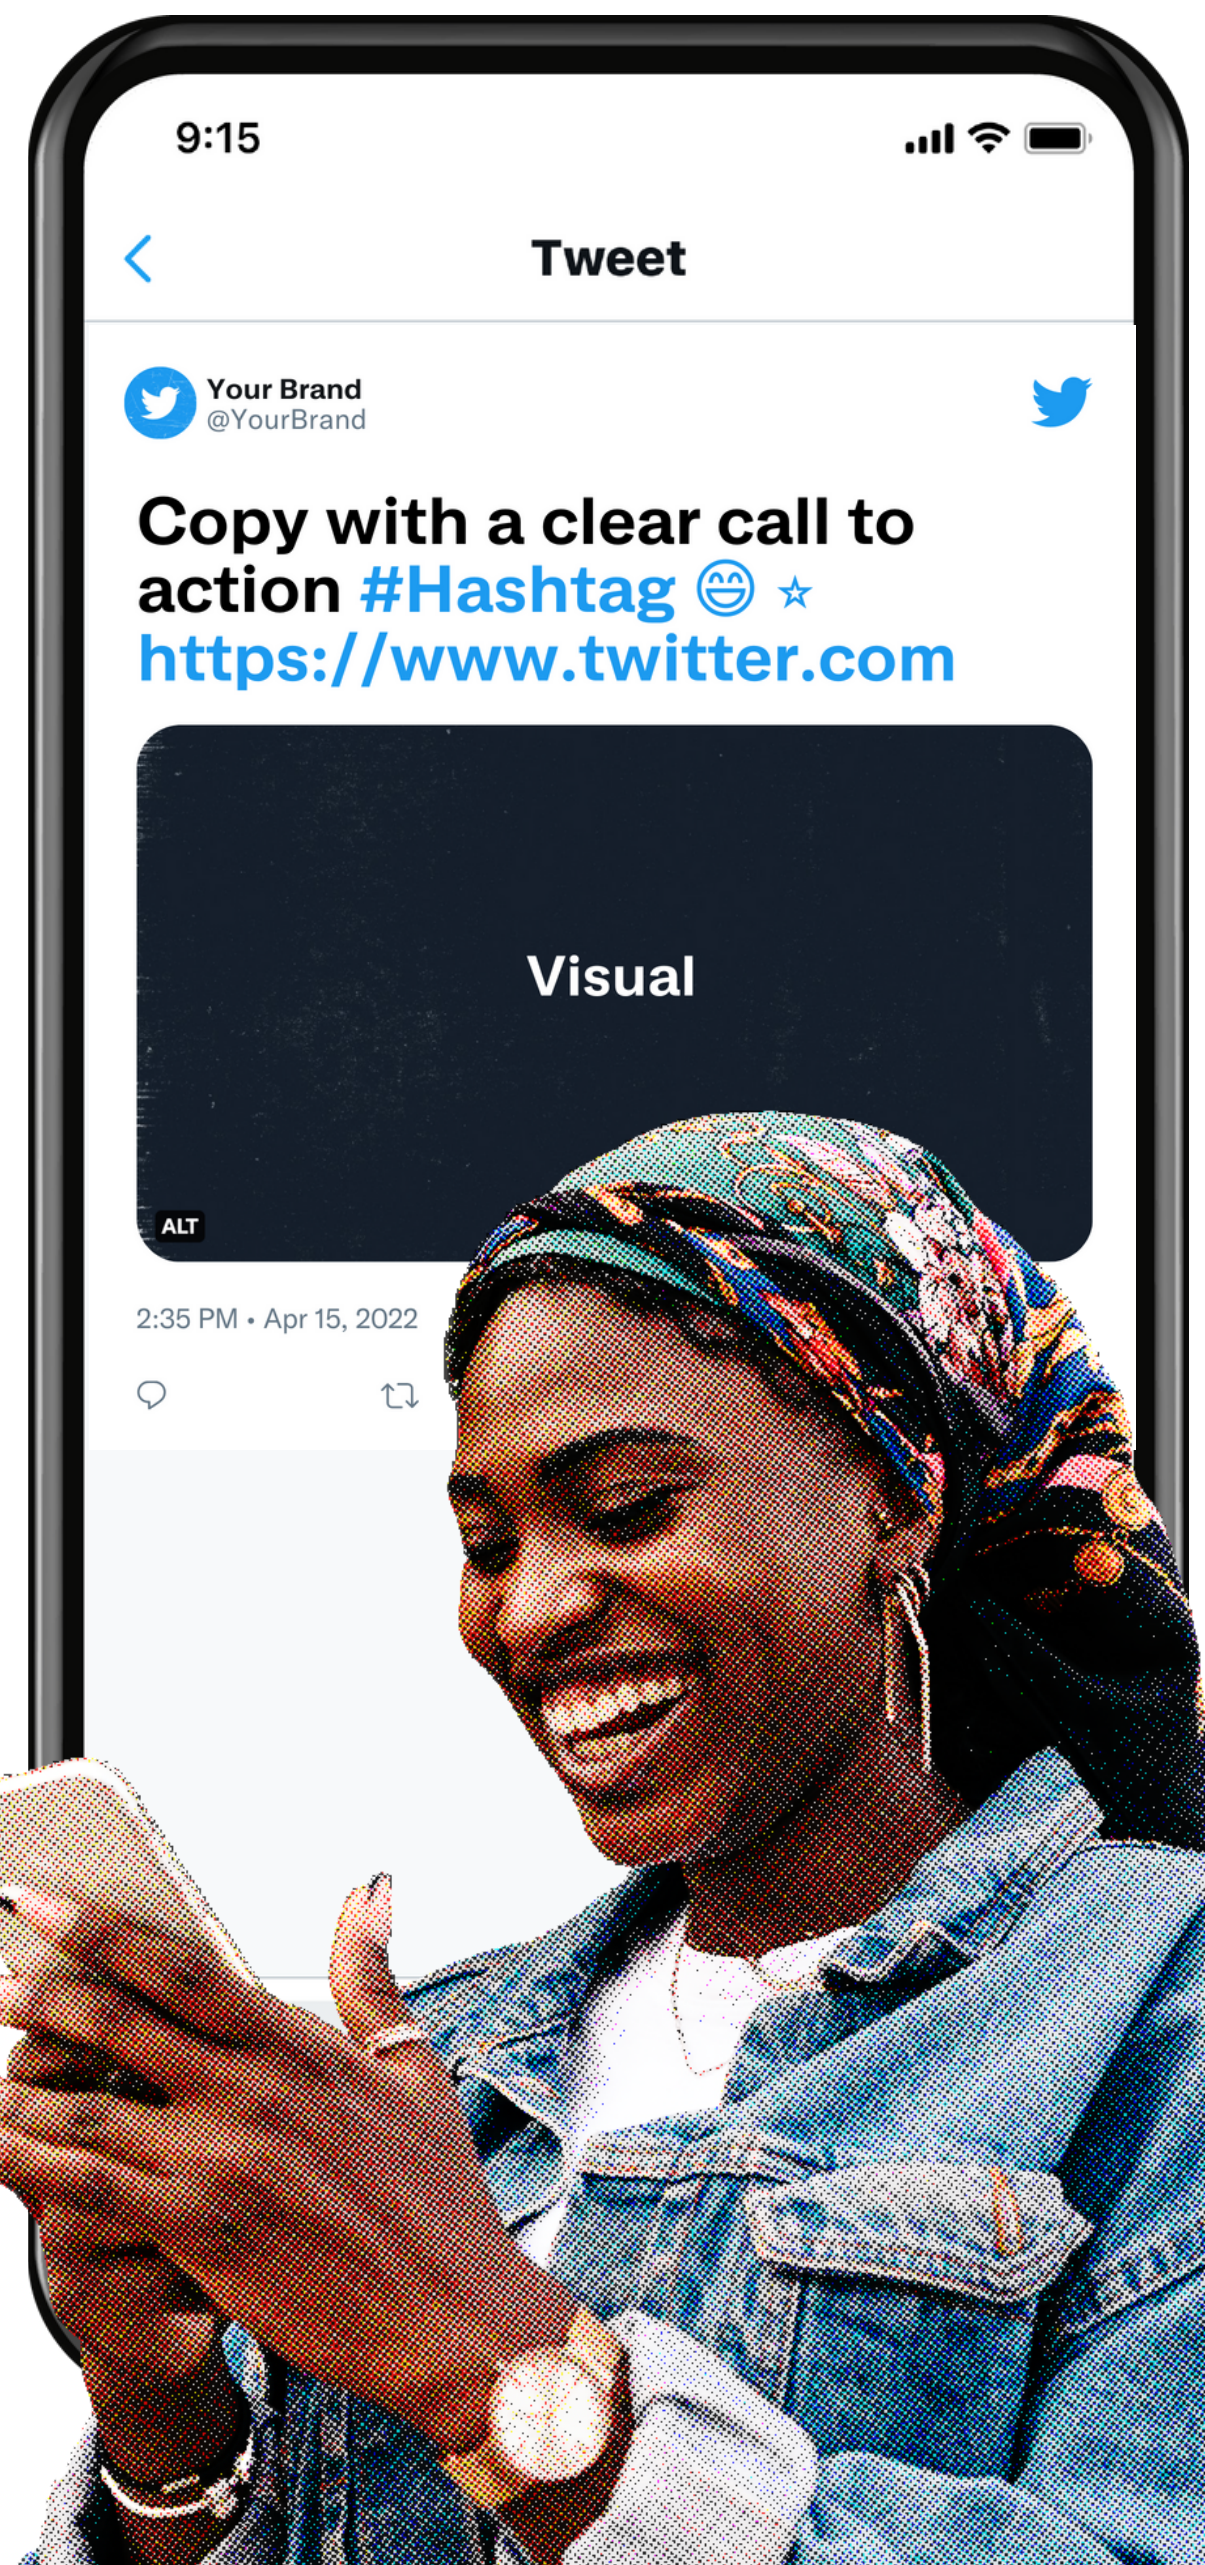 9:15
Tweet
Your Brand
@YourBrand
Copy with a clear call to
action #Hashtag 😄 ☆
https://www.twitter.com
Visual
ALT
2:35 PM • Apr 15, 2022